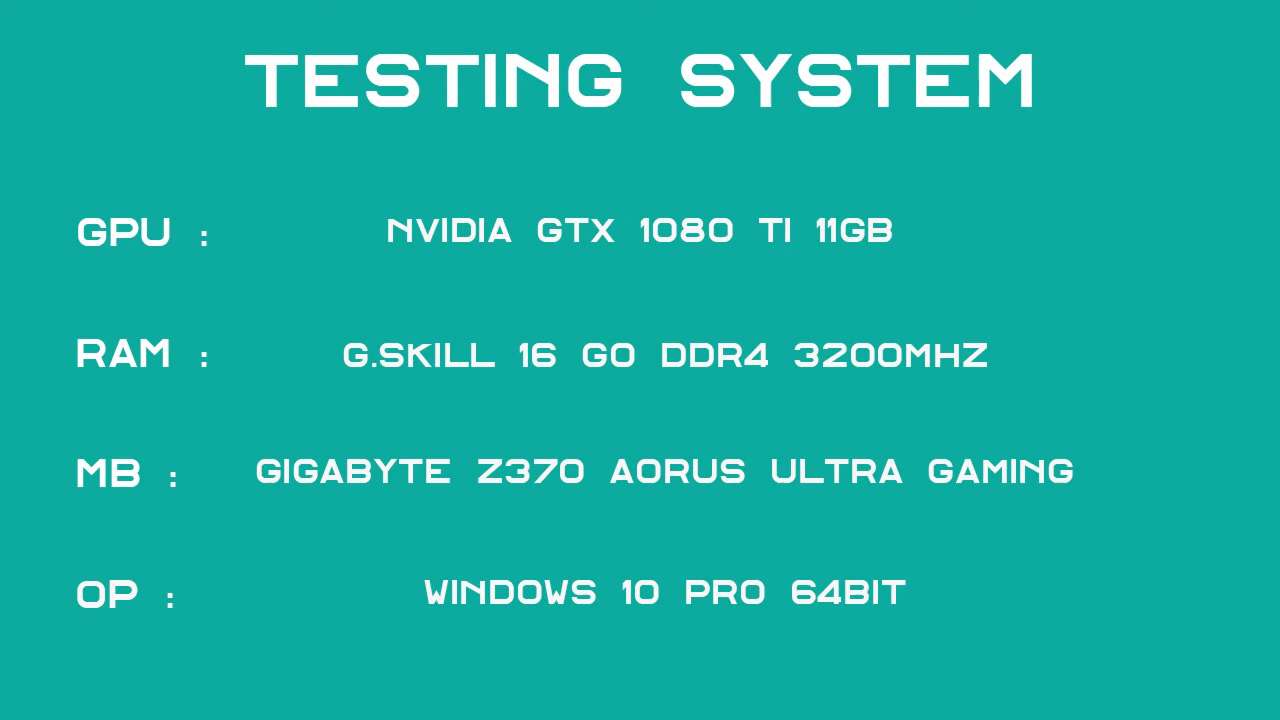 TESTING SYSTEM
GPU : NVIDIA GTX 1080 TI 11GB
RAM : G.SKILL 16 GO DDR4 3200MHZ
MB : GIGABYTE Z370 AORUS ULTRA GAMING
OP : WINDOWS 10 PRO 64BIT